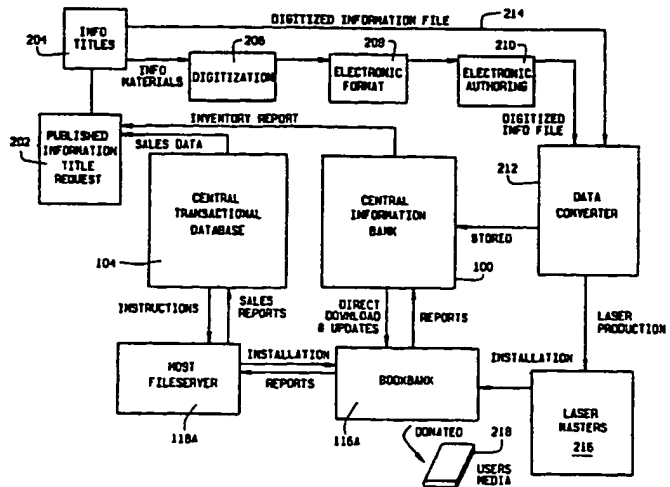 DIGITIZED INFORMATION FILE
214
204
INFO
TITLES
INFO
MATERIALS
206
DIGITIZATION
209
ELECTRONIC
FORMAT
210
ELECTRONIC
AUTHORING
DIGITIZED
INFO FILE
INVENTORY REPORT
SALES DATA
202
PUBLISHED
INFORMATION
TITLE
REQUEST
CENTRAL
TRANSACTIONAL
DATABASE
104
CENTRAL
INFORMATION
BANK
100
STORED
212
DATA
CONVERTER
INSTRUCTIONS
SALES
REPORTS
DIRECT
DOWNLOAD
& UPDATES
REPORTS
LASER
PRODUCTION
HOST
FILESERVER
118A
INSTALLATION
REPORTS
BOOKBANK
116A
INSTALLATION
LASER
MASTERS
216
DONATED
218
USERS
MEDIA